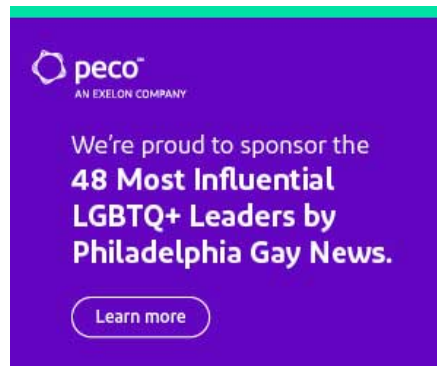 peco℠
AN EXELON COMPANY
We're proud to sponsor the
48 Most Influential
LGBTQ+ Leaders by
Philadelphia Gay News.
Learn more